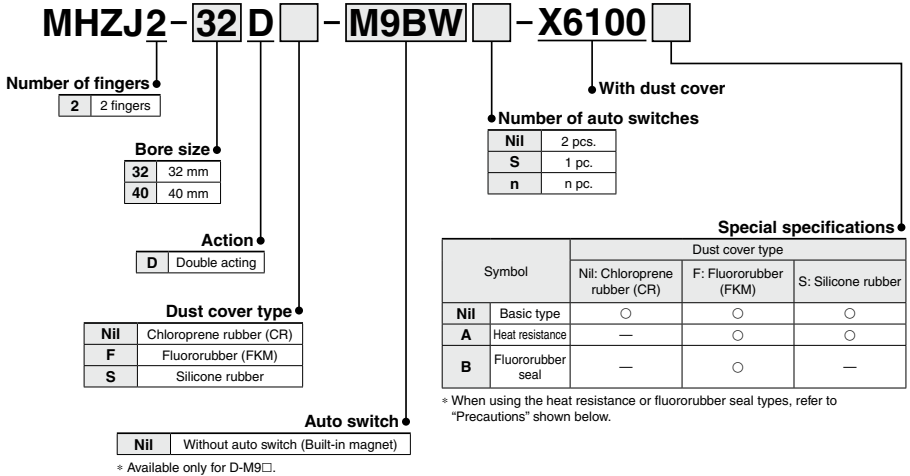 MHZJ2-32D□-M9BW□-X6100□
Number of fingers
2 2 fingers
With dust cover
Number of auto switches
Nil 2 pcs.
S 1 pc.
n n pc.
Bore size
32 32 mm
40 40 mm
Action
D Double acting
Dust cover type
Nil Chloroprene rubber (CR)
F Fluororubber (FKM)
S Silicone rubber
Auto switch
Nil Without auto switch (Built-in magnet)
* Available only for D-M9□.
Special specifications
Symbol
Dust cover type
Nil: Chloroprene
rubber (CR)
F: Fluororubber
(FKM)
S: Silicone rubber
Nil Basic type ○ ○ ○
A Heat resistance — ○ ○
B Fluororubber
seal — ○ —
* When using the heat resistance or fluororubber seal types, refer to
“Precautions” shown below.